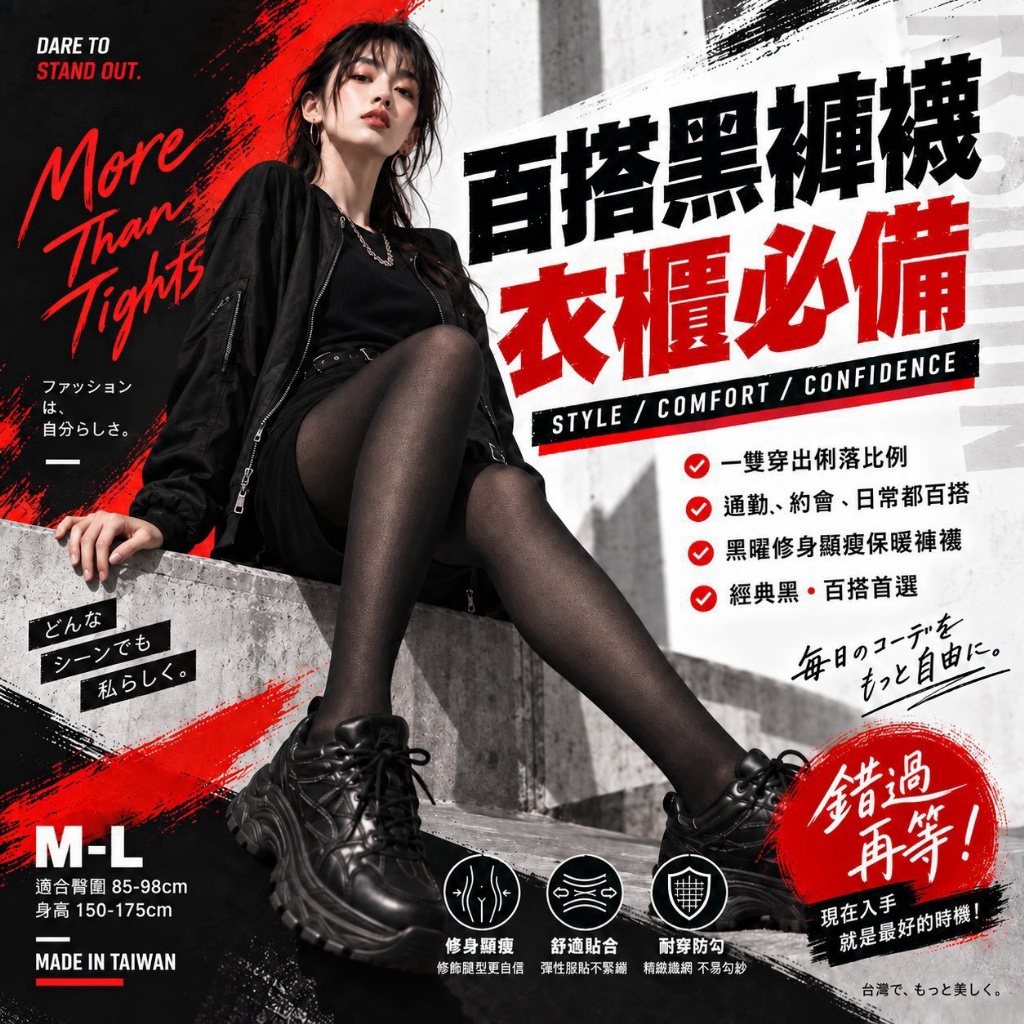 DARE TO
STAND OUT.
More
Than
Tights
ファッション
は、
自分らしさ。
百搭黑褲襪
衣櫃必備
STYLE / COMFORT / CONFIDENCE
一雙穿出俐落比例
通勤、約會、日常都百搭
黑曜修身顯瘦保暖褲襪
經典黑•百搭首選
毎日のコーデを
もっと自由に。
どんな
シーンでも
私らしく。
錯過
再等!
現在入手
就是最好的時機!
M-L
適合臀圍 85-98cm
身高 150-175cm
MADE IN TAIWAN
修身顯瘦
修飾腿型更自信
舒適貼合
彈性服貼不緊繃
耐穿防勾
精緻織網 不易勾紗
台灣で、もっと美しく。